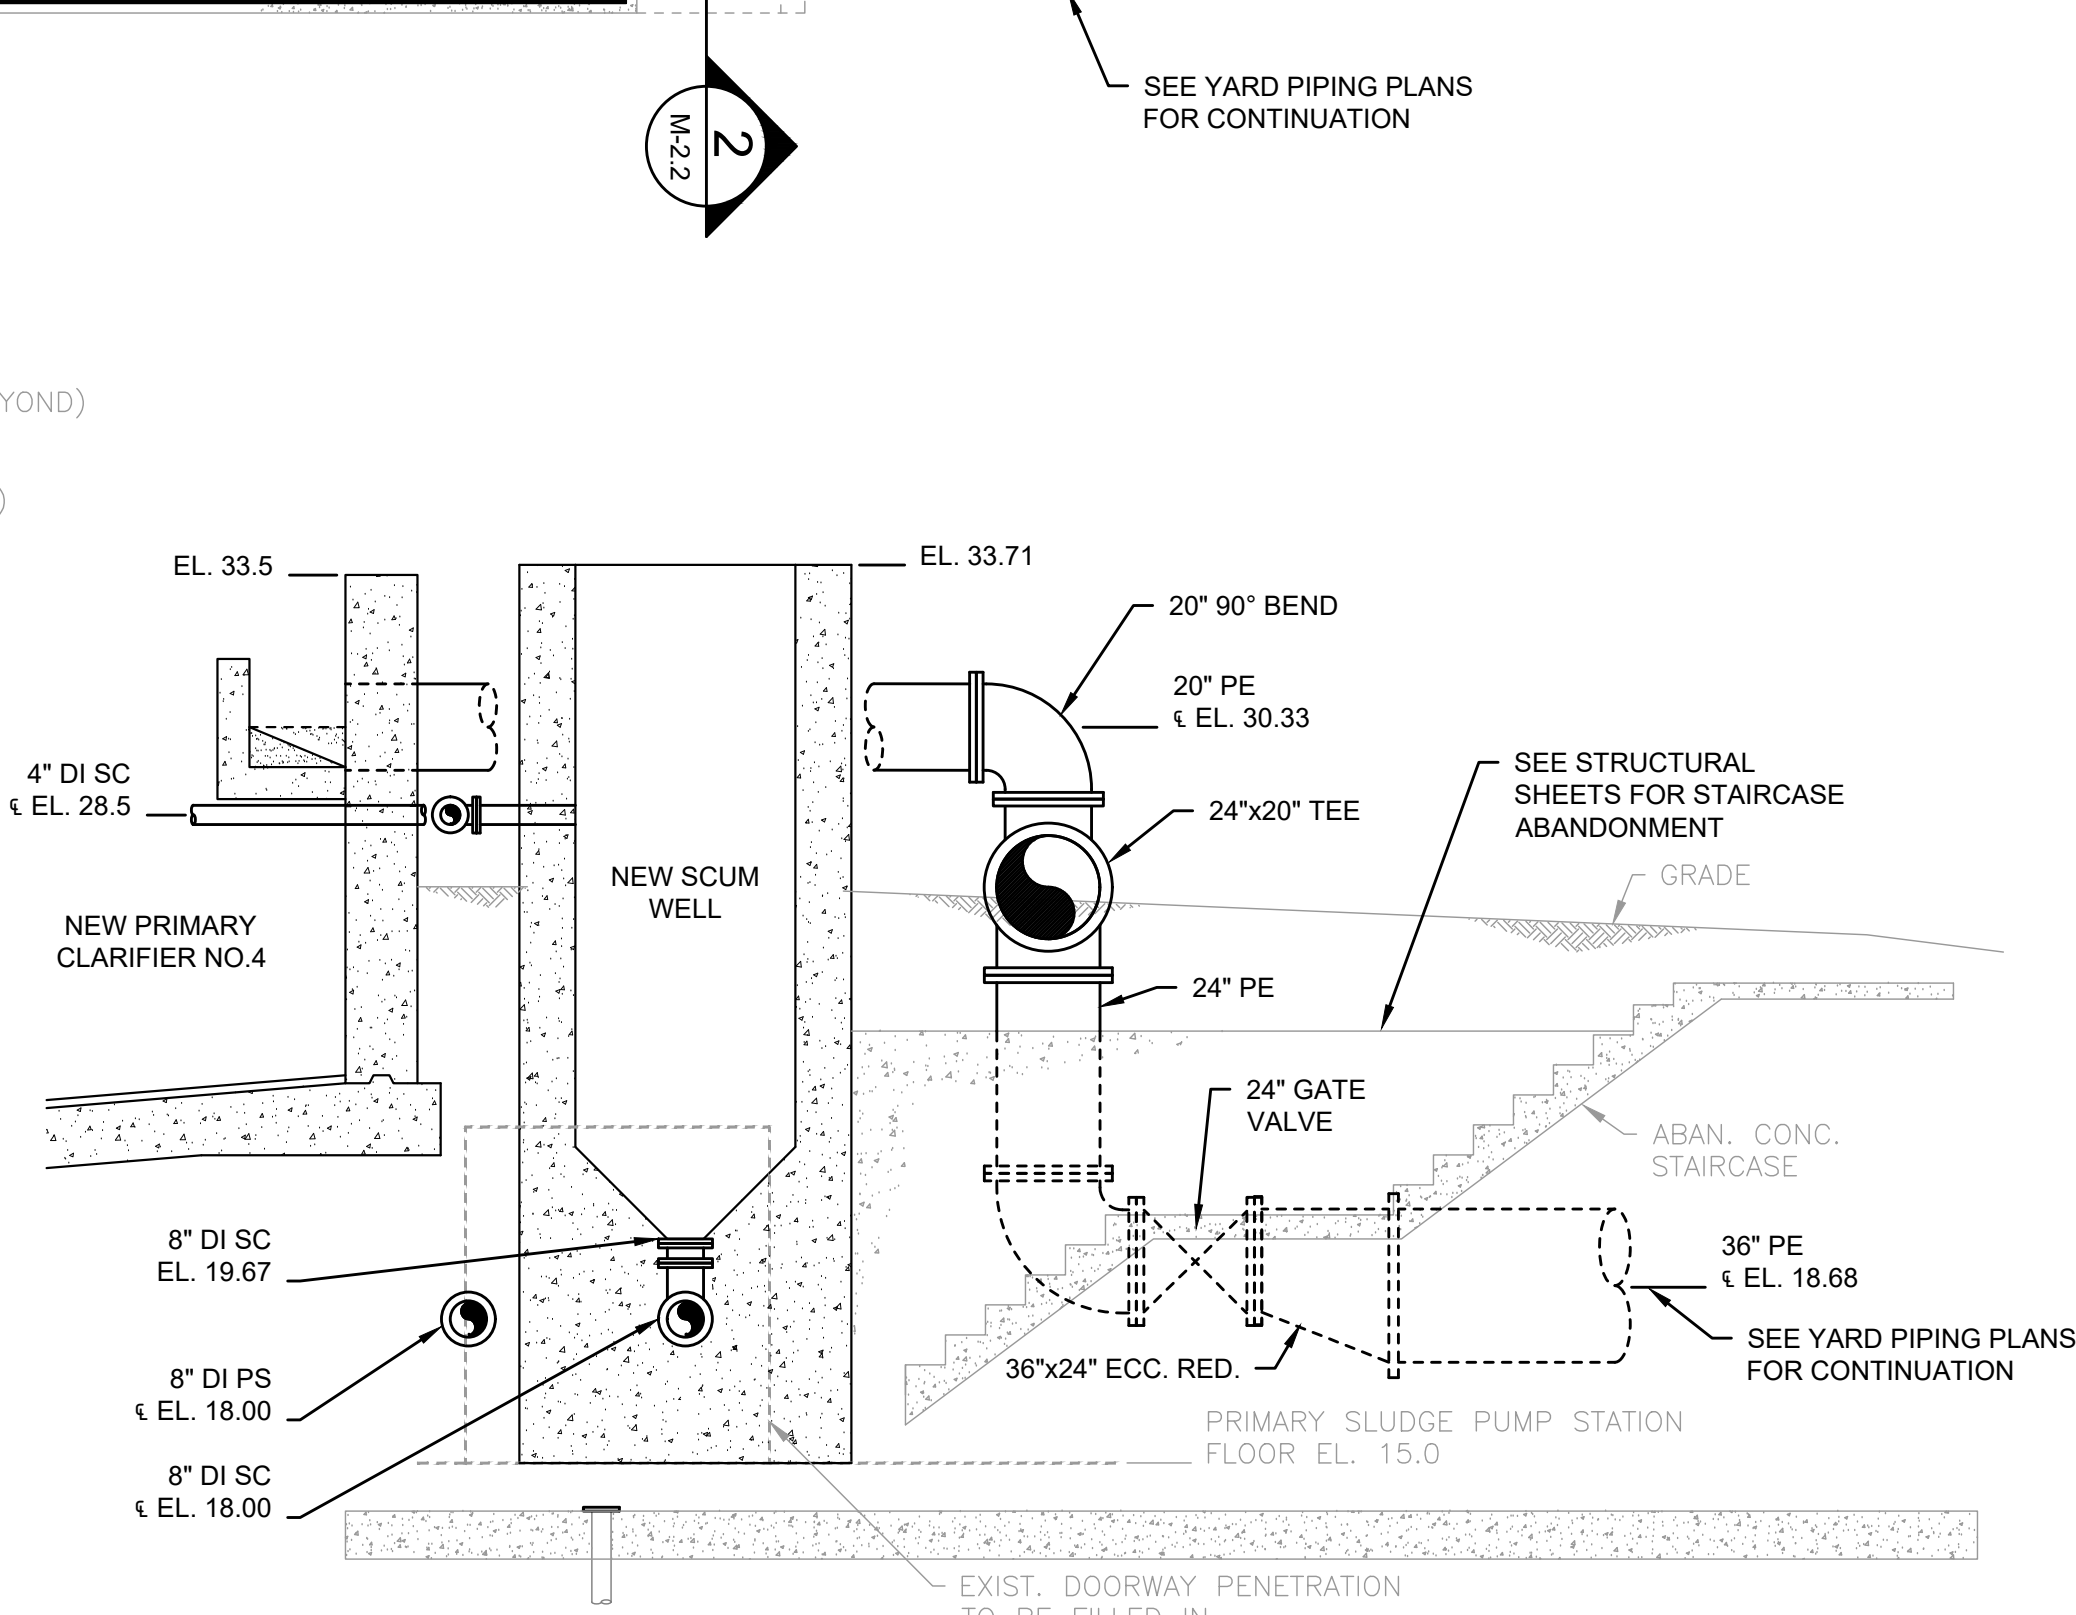 SEE YARD PIPING PLANS
FOR CONTINUATION
2
M-2.2
YOND)
)
EL. 33.5
EL. 33.71
20" 90° BEND
20" PE
℄ EL. 30.33
4" DI SC
℄ EL. 28.5
SEE STRUCTURAL
SHEETS FOR STAIRCASE
ABANDONMENT
24"x20" TEE
GRADE
NEW SCUM
WELL
NEW PRIMARY
CLARIFIER NO.4
24" PE
24" GATE
VALVE
ABAN. CONC.
STAIRCASE
8" DI SC
EL. 19.67
36" PE
℄ EL. 18.68
SEE YARD PIPING PLANS
FOR CONTINUATION
36"x24" ECC. RED.
8" DI PS
℄ EL. 18.00
PRIMARY SLUDGE PUMP STATION
FLOOR EL. 15.0
8" DI SC
℄ EL. 18.00
EXIST. DOORWAY PENETRATION
TO BE FILLED IN